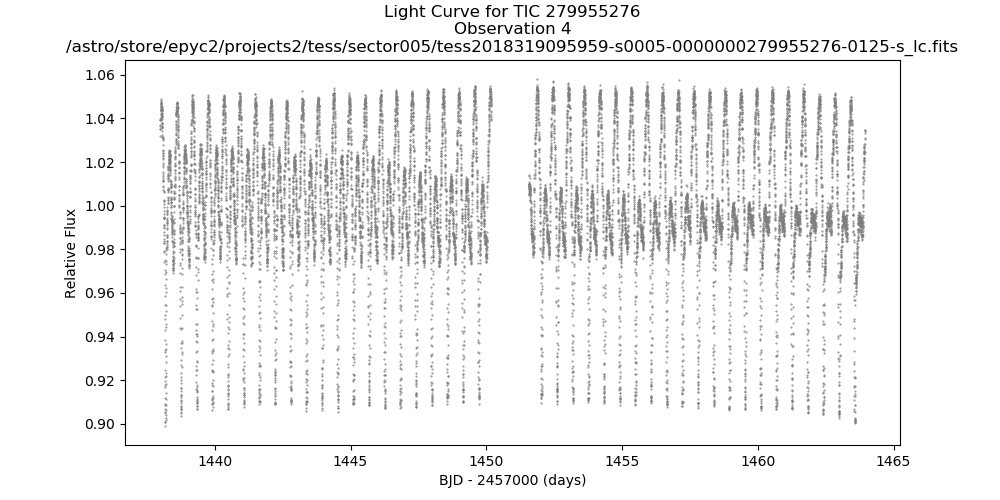 Light Curve for TIC 279955276
Observation 4
/astro/store/epyc2/projects2/tess/sector005/tess2018319095959-s0005-0000000279955276-0125-s_lc.fits
1.06
1.04
1.02
1.00
0.98
0.96
0.94
0.92
0.90
Relative Flux
1440 1445 1450 1455 1460 1465
BJD - 2457000 (days)